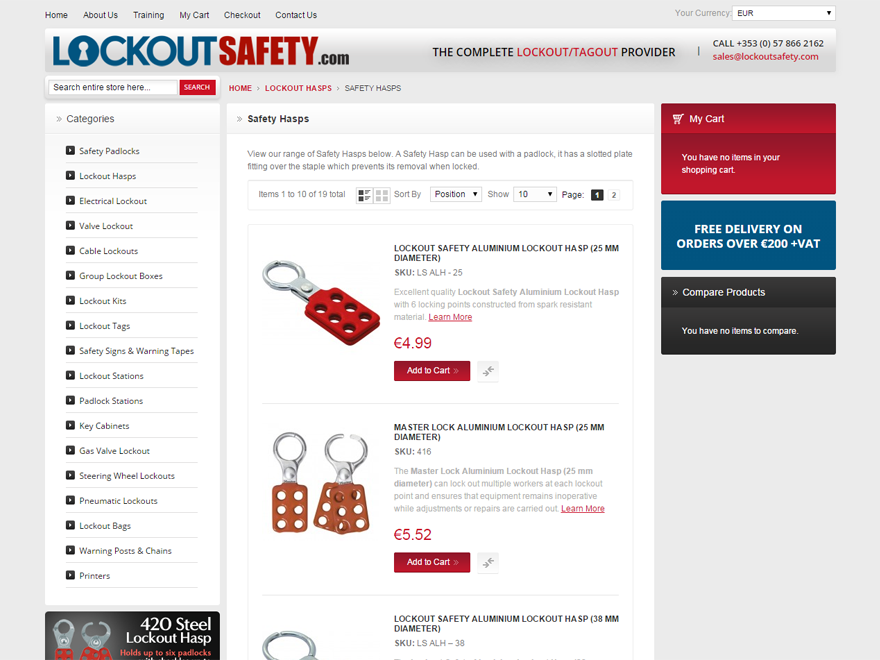 Home About Us Training My Cart Checkout Contact Us
Your Currency: EUR
LOCKOUTSAFETY.com
THE COMPLETE LOCKOUT/TAGOUT PROVIDER | CALL +353 (0) 57 866 2162
sales@lockoutsafety.com
Search entire store here... SEARCH
HOME > LOCKOUT HASPS > SAFETY HASPS
» Categories
Safety Padlocks
Lockout Hasps
Electrical Lockout
Valve Lockout
Cable Lockouts
Group Lockout Boxes
Lockout Kits
Lockout Tags
Safety Signs & Warning Tapes
Lockout Stations
Padlock Stations
Key Cabinets
Gas Valve Lockout
Steering Wheel Lockouts
Pneumatic Lockouts
Lockout Bags
Warning Posts & Chains
Printers
420 Steel
Lockout Hasp
Holds up to six padlocks
» Safety Hasps
View our range of Safety Hasps below. A Safety Hasp can be used with a padlock, it has a slotted plate
fitting over the staple which prevents its removal when locked.
Items 1 to 10 of 19 total Sort By Position Show 10 Page: 1 2
LOCKOUT SAFETY ALUMINIUM LOCKOUT HASP (25 MM
DIAMETER)
SKU: LS ALH - 25
Excellent quality Lockout Safety Aluminium Lockout Hasp
with 6 locking points constructed from spark resistant
material. Learn More
€4.99
Add to Cart »
MASTER LOCK ALUMINIUM LOCKOUT HASP (25 MM
DIAMETER)
SKU: 416
The Master Lock Aluminium Lockout Hasp (25 mm
diameter) can lock out multiple workers at each lockout
point and ensures that equipment remains inoperative
while adjustments or repairs are carried out. Learn More
€5.52
Add to Cart »
LOCKOUT SAFETY ALUMINIUM LOCKOUT HASP (38 MM
DIAMETER)
SKU: LS ALH – 38
My Cart
You have no items in your
shopping cart.
FREE DELIVERY ON
ORDERS OVER €200 +VAT
» Compare Products
You have no items to compare.